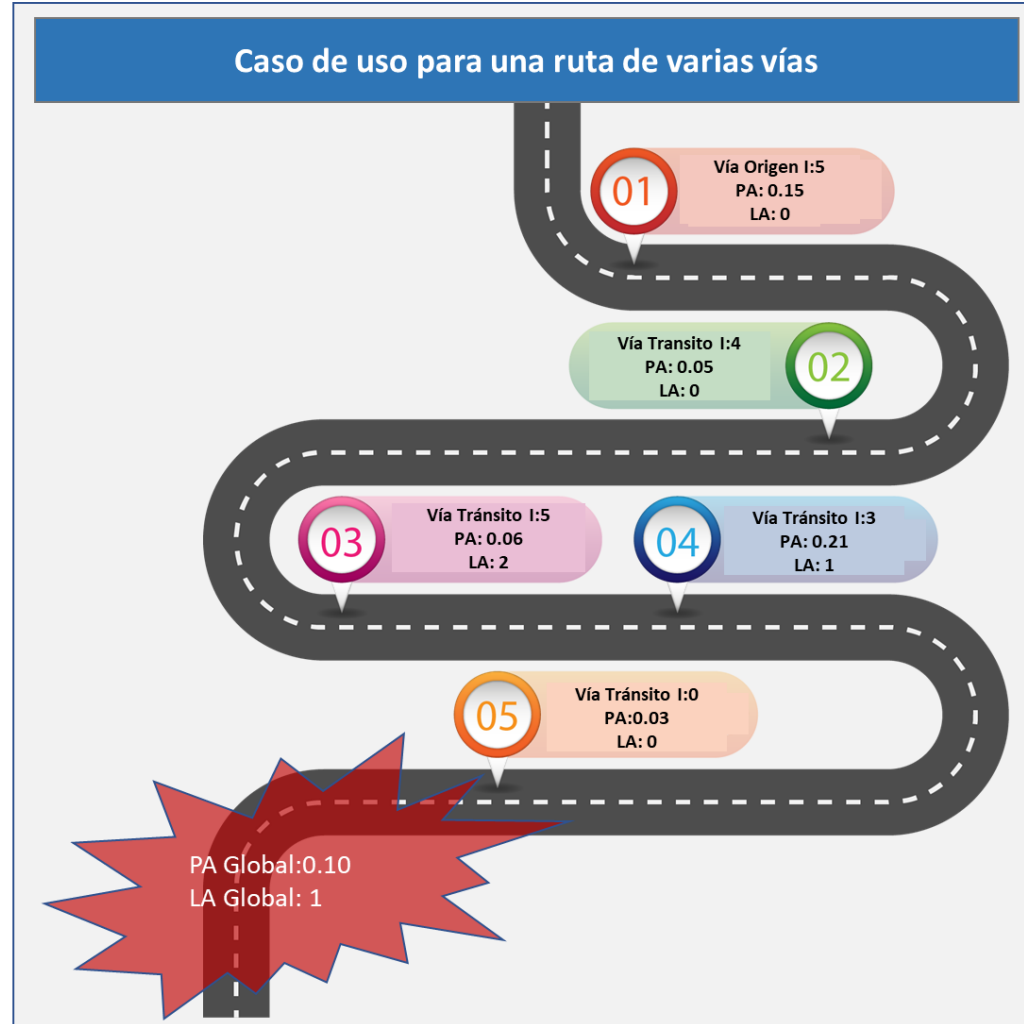 Caso de uso para una ruta de varias vías
01
Vía Origen I:5
PA: 0.15
LA: 0
Vía Transito I:4
PA: 0.05
LA: 0
02
03
Vía Tránsito I:5
PA: 0.06
LA: 2
04
Vía Tránsito I:3
PA: 0.21
LA: 1
05
Vía Tránsito I:0
PA:0.03
LA: 0
PA Global:0.10
LA Global: 1